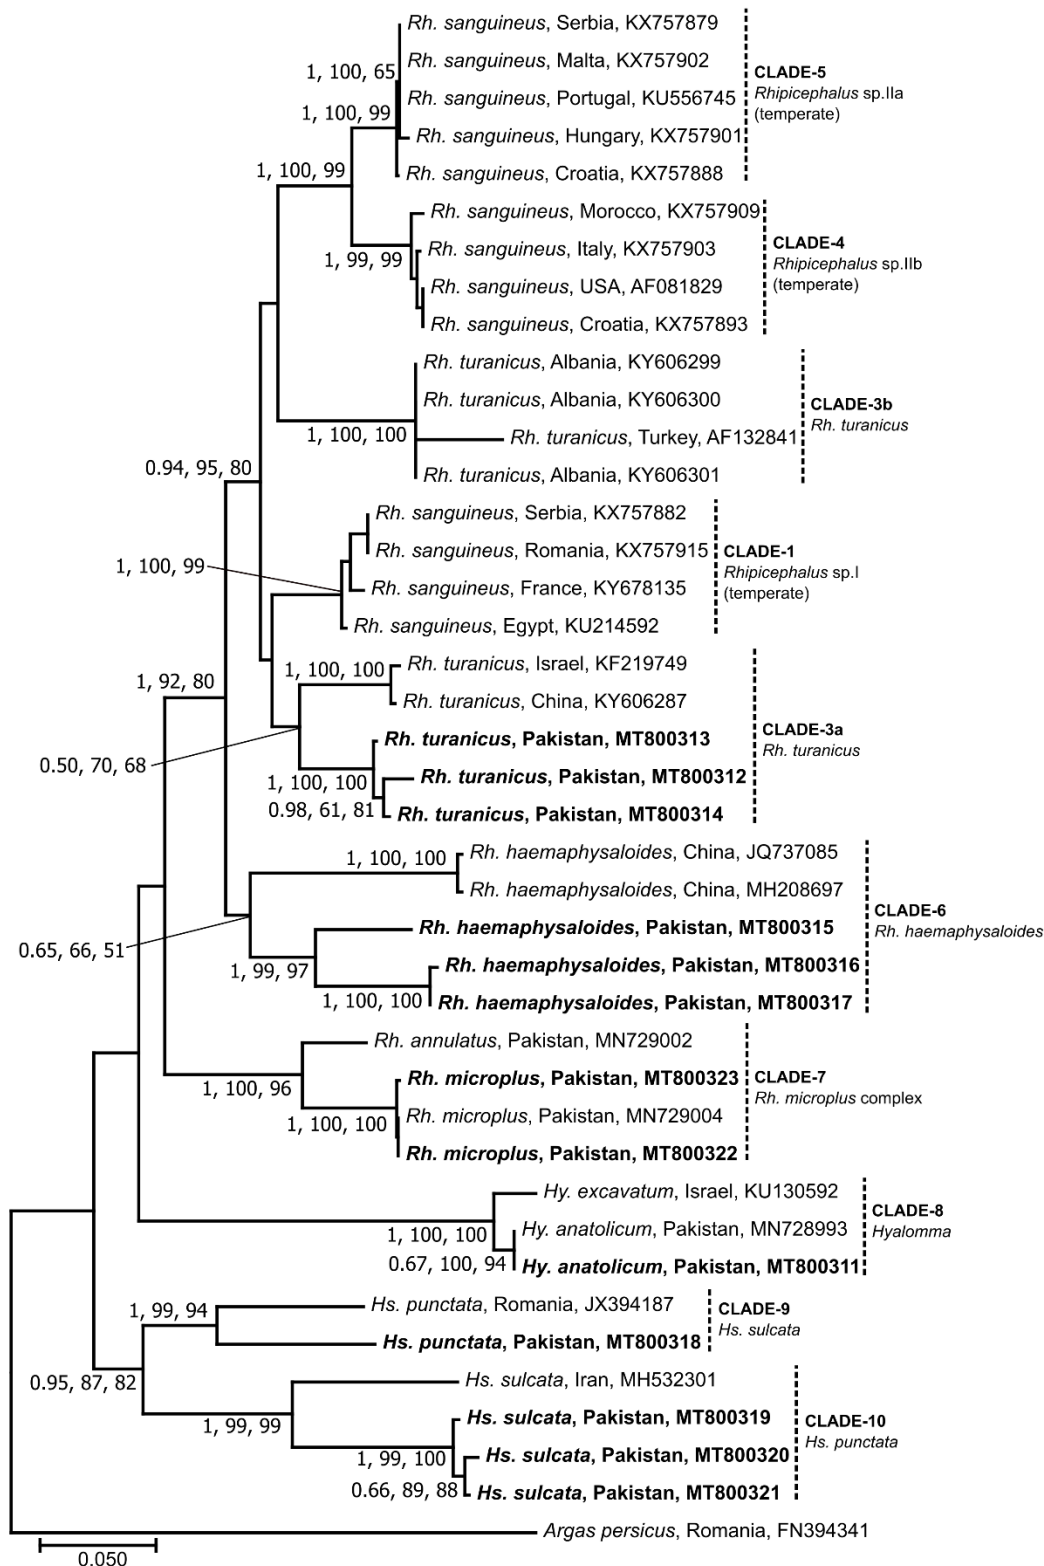 Rh. sanguineus, Serbia, KX757879
Rh. sanguineus, Malta, KX757902
1, 100, 65
CLADE-5
Rhipicephalus sp.IIa
(temperate)
Rh. sanguineus, Portugal, KU556745
1, 100, 99
Rh. sanguineus, Hungary, KX757901
1, 100, 99
Rh. sanguineus, Croatia, KX757888
Rh. sanguineus, Morocco, KX757909
CLADE-4
Rhipicephalus sp.IIb
(temperate)
Rh. sanguineus, Italy, KX757903
1, 99, 99
Rh. sanguineus, USA, AF081829
Rh. sanguineus, Croatia, KX757893
Rh. turanicus, Albania, KY606299
Rh. turanicus, Albania, KY606300
CLADE-3b
Rh. turanicus
1, 100, 100
Rh. turanicus, Turkey, AF132841
0.94, 95, 80
Rh. turanicus, Albania, KY606301
Rh. sanguineus, Serbia, KX757882
Rh. sanguineus, Romania, KX757915
CLADE-1
Rhipicephalus sp.I
(temperate)
1, 100, 99
Rh. sanguineus, France, KY678135
Rh. sanguineus, Egypt, KU214592
1, 100, 100
Rh. turanicus, Israel, KF219749
1, 92, 80
Rh. turanicus, China, KY606287
CLADE-3a
Rh. turanicus
Rh. turanicus, Pakistan, MT800313
0.50, 70, 68
1, 100, 100
Rh. turanicus, Pakistan, MT800312
0.98, 61, 81
Rh. turanicus, Pakistan, MT800314
1, 100, 100
Rh. haemaphysaloides, China, JQ737085
Rh. haemaphysaloides, China, MH208697
CLADE-6
Rh. haemaphysaloides
Rh. haemaphysaloides, Pakistan, MT800315
0.65, 66, 51
1, 99, 97
Rh. haemaphysaloides, Pakistan, MT800316
1, 100, 100
Rh. haemaphysaloides, Pakistan, MT800317
Rh. annulatus, Pakistan, MN729002
1, 100, 96
Rh. microplus, Pakistan, MT800323
CLADE-7
Rh. microplus complex
1, 100, 100
Rh. microplus, Pakistan, MN729004
Rh. microplus, Pakistan, MT800322
Hy. excavatum, Israel, KU130592
CLADE-8
Hyalomma
1, 100, 100
Hy. anatolicum, Pakistan, MN728993
0.67, 100, 94
Hy. anatolicum, Pakistan, MT800311
1, 99, 94
Hs. punctata, Romania, JX394187
CLADE-9
Hs. sulcata
Hs. punctata, Pakistan, MT800318
0.95, 87, 82
Hs. sulcata, Iran, MH532301
1, 99, 99
Hs. sulcata, Pakistan, MT800319
CLADE-10
Hs. punctata
1, 99, 100
Hs. sulcata, Pakistan, MT800320
0.66, 89, 88
Hs. sulcata, Pakistan, MT800321
Argas persicus, Romania, FN394341
0.050